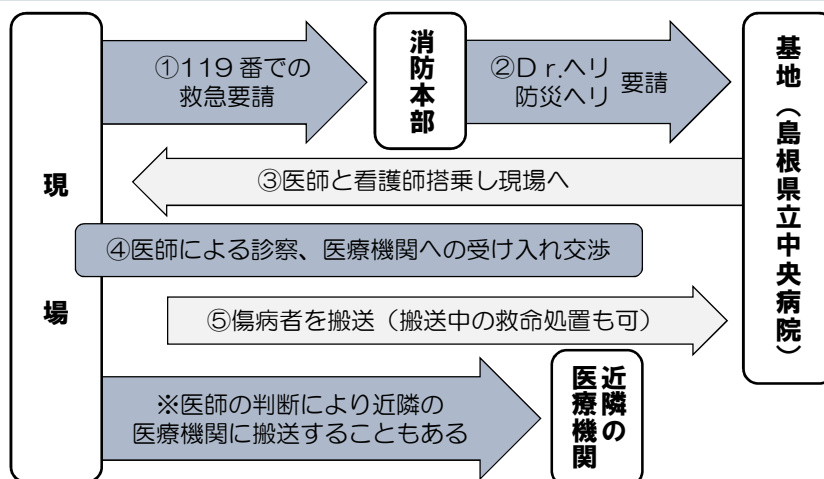 ①119番での
救急要請
消防本部
②Dr.ヘリ
防災ヘリ
要請
基地（島根県立中央病院）
現場
③医師と看護師搭乗し現場へ
④医師による診察、医療機関への受け入れ交渉
⑤傷病者を搬送（搬送中の救命処置も可）
※医師の判断により近隣の
医療機関に搬送することもある
近隣の
医療機関